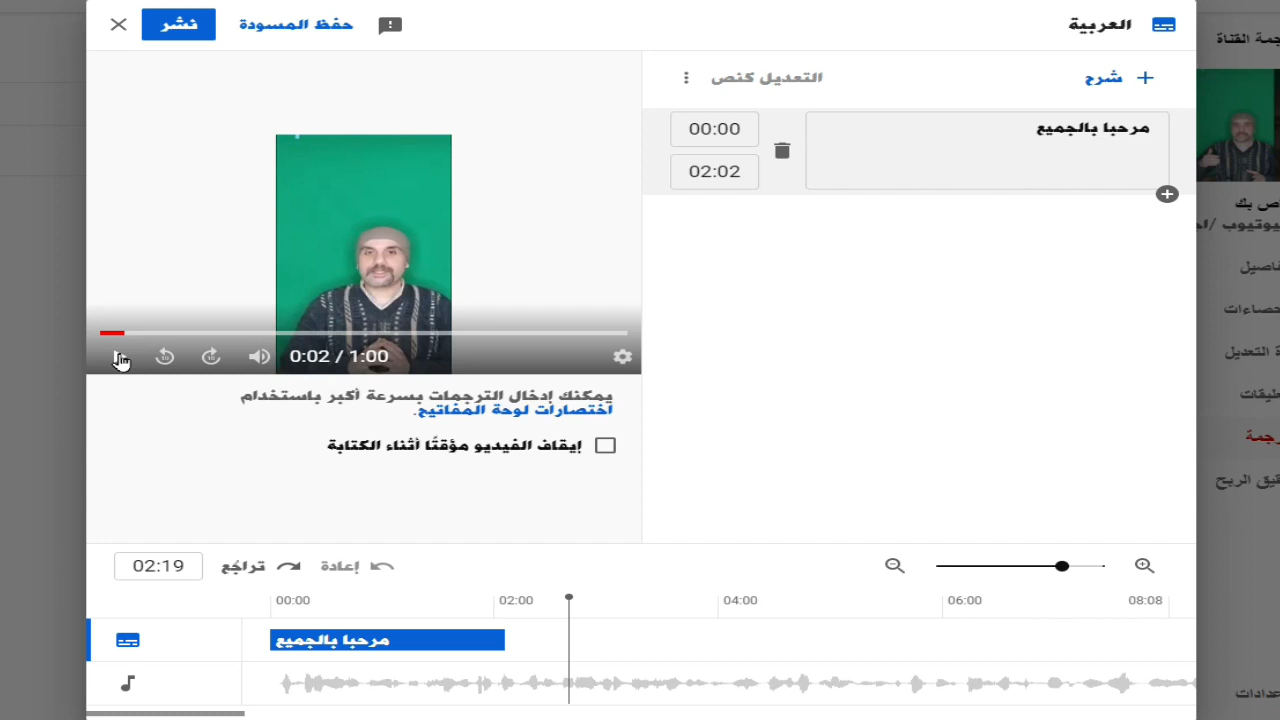 العربية
حفظ المسودة
نشر
شرح
التعديل كنص
00:00
مرحبا بالجميع
02:02
0:02 / 1:00
يمكنك إدخال الترجمات بسرعة أكبر باستخدام
اختصارات لوحة المفاتيح.
إيقاف الفيديو مؤقتًا أثناء الكتابة
02:19
تراجُع
إعادة
00:00
02:00
04:00
06:00
08:08
مرحبا بالجميع